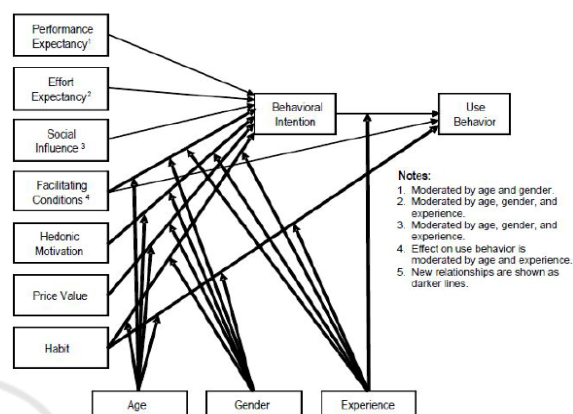 Performance
Expectancy¹
Effort
Expectancy²
Social
Influence ³
Facilitating
Conditions ⁴
Hedonic
Motivation
Price Value
Habit
Behavioral
Intention
Use
Behavior
Notes:
1. Moderated by age and gender.
2. Moderated by age, gender, and
experience.
3. Moderated by age, gender, and
experience.
4. Effect on use behavior is
moderated by age and experience.
5. New relationships are shown as
darker lines.
Age
Gender
Experience